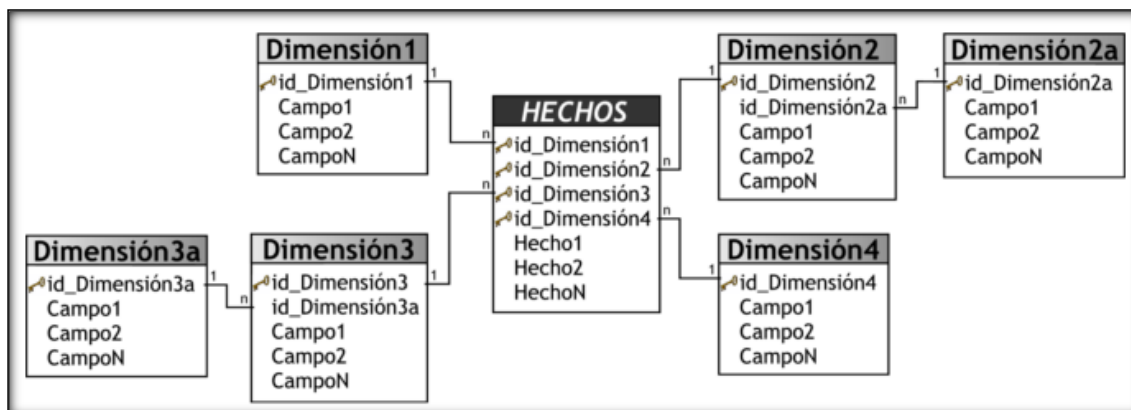 Dimensión1
1
id_Dimensión1
Campo1
Campo2
CampoN
n
HECHOS
id_Dimensión1
id_Dimensión2
id_Dimensión3
id_Dimensión4
Hecho1
Hecho2
HechoN
n
n
n
Dimensión2
1
id_Dimensión2
id_Dimensión2a
Campo1
Campo2
CampoN
n
Dimensión2a
1
id_Dimensión2a
Campo1
Campo2
CampoN
Dimensión3a
id_Dimensión3a
1
Campo1
Campo2
CampoN
n
Dimensión3
id_Dimensión3
1
id_Dimensión3a
Campo1
Campo2
CampoN
Dimensión4
1
id_Dimensión4
Campo1
Campo2
CampoN